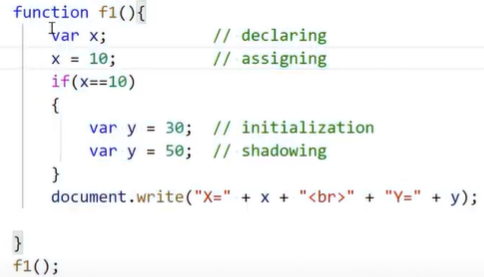 function f1(){
    var x;            // declaring
    x = 10;           // assigning
    if(x==10)
    {
        var y = 30;  // initialization
        var y = 50;  // shadowing
    }
    document.write("X=" + x + "<br>" + "Y=" + y);
}
f1();